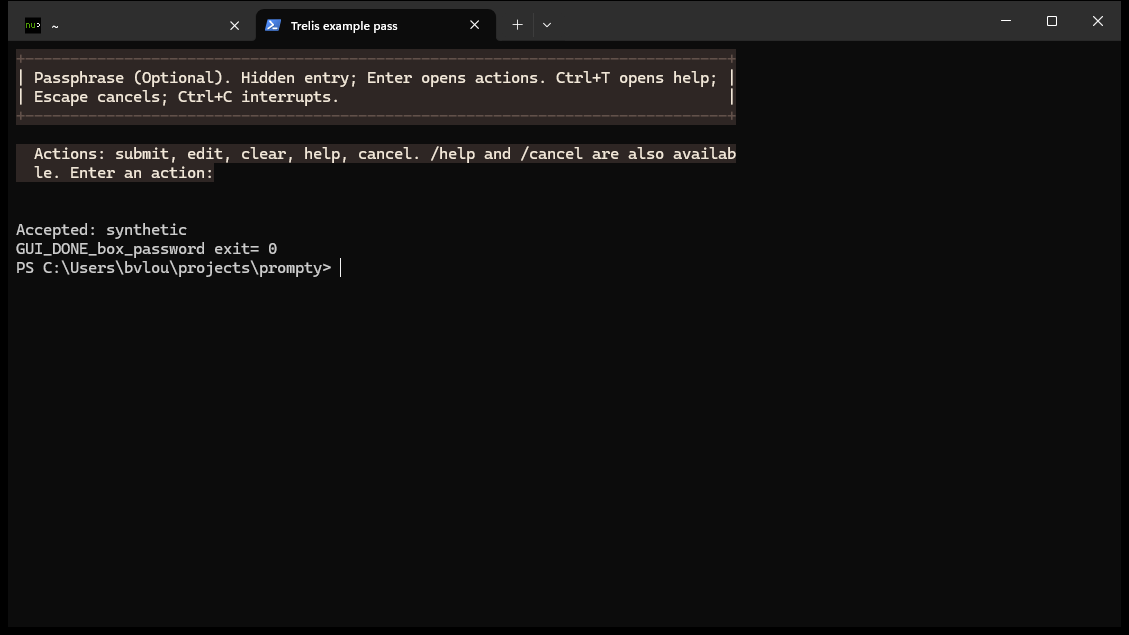 nu> ~
Trelis example pass
+-------------------------------------------------------------------------------+
| Passphrase (Optional). Hidden entry; Enter opens actions. Ctrl+T opens help; |
| Escape cancels; Ctrl+C interrupts. |
+-------------------------------------------------------------------------------+
Actions: submit, edit, clear, help, cancel. /help and /cancel are also availab
le. Enter an action:
Accepted: synthetic
GUI_DONE_box_password exit= 0
PS C:\Users\bvlou\projects\prompty>